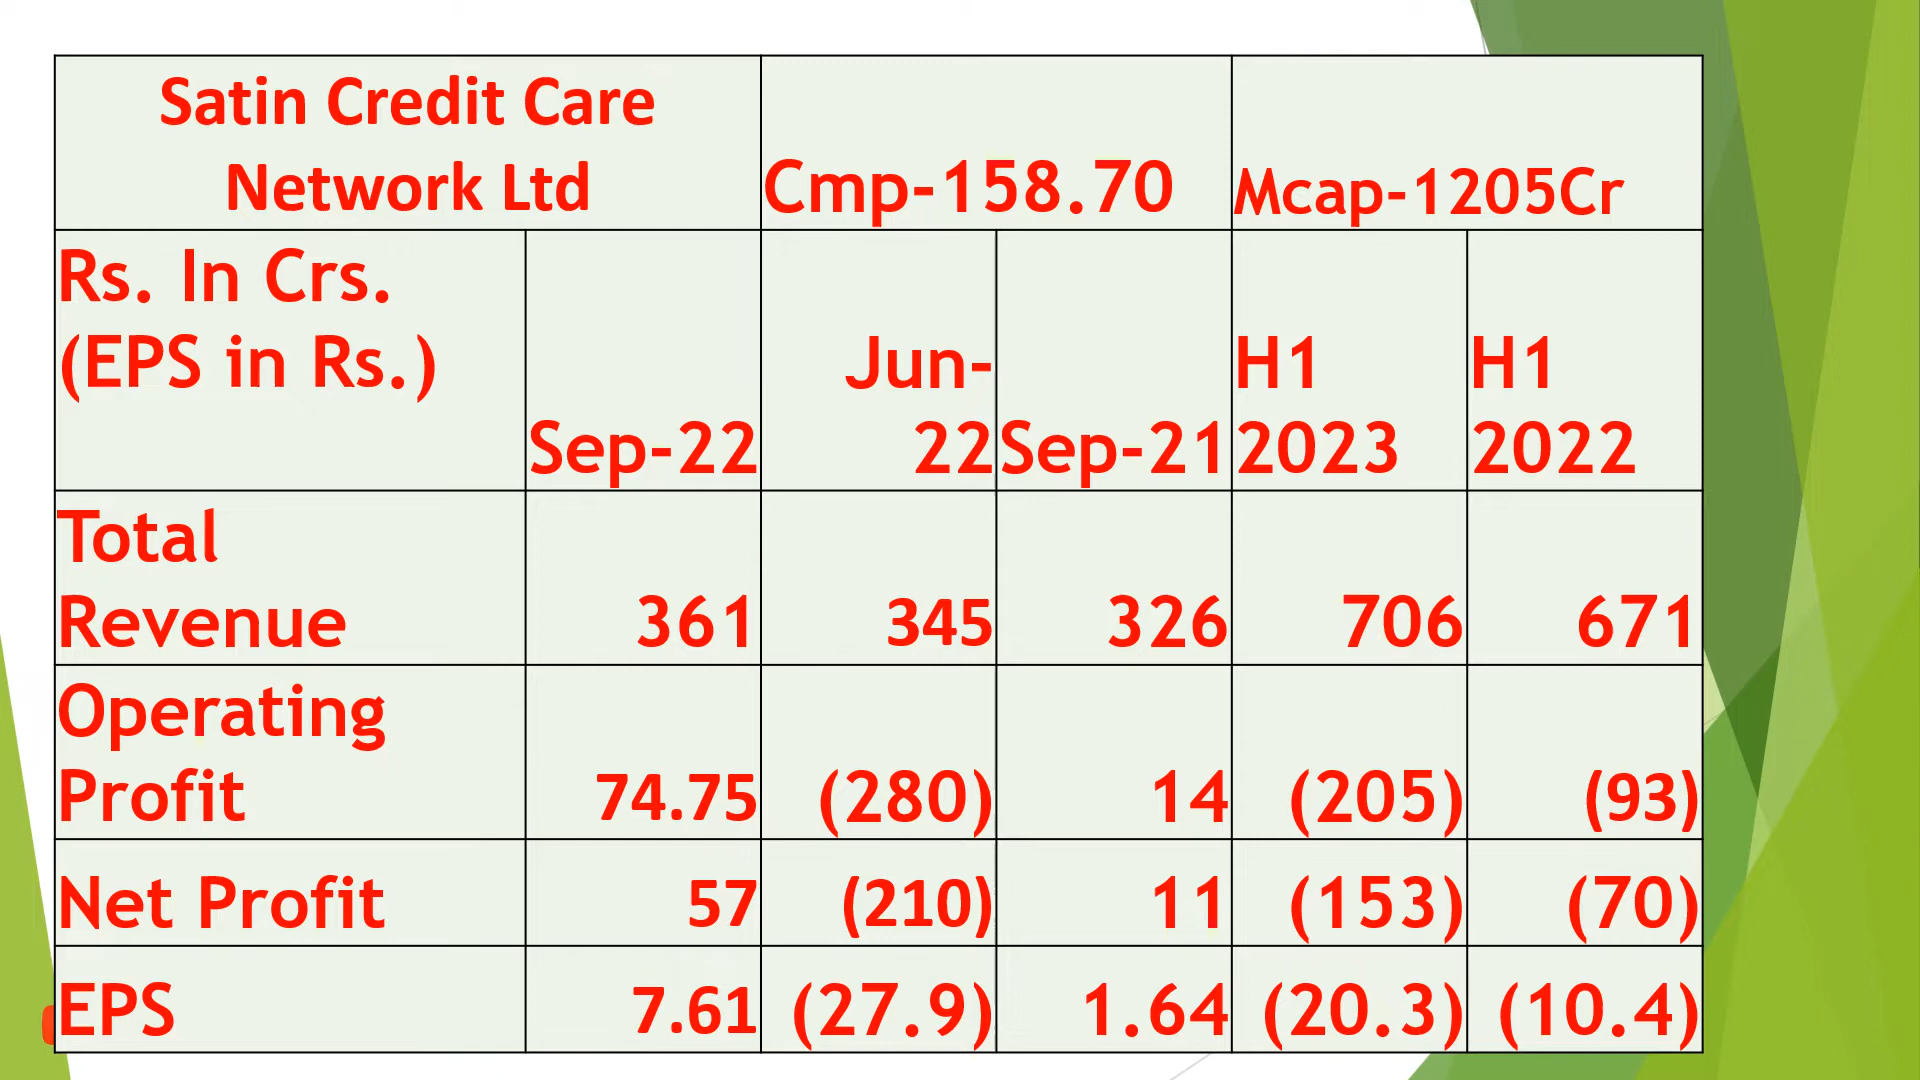 Satin Credit Care
Network Ltd
Cmp-158.70
Mcap-1205Cr
Rs. In Crs.
(EPS in Rs.)
Sep-22
Jun-
22
Sep-21
H1
2023
H1
2022
Total
Revenue
361
345
326
706
671
Operating
Profit
74.75
(280)
14
(205)
(93)
Net Profit
57
(210)
11
(153)
(70)
EPS
7.61
(27.9)
1.64
(20.3)
(10.4)